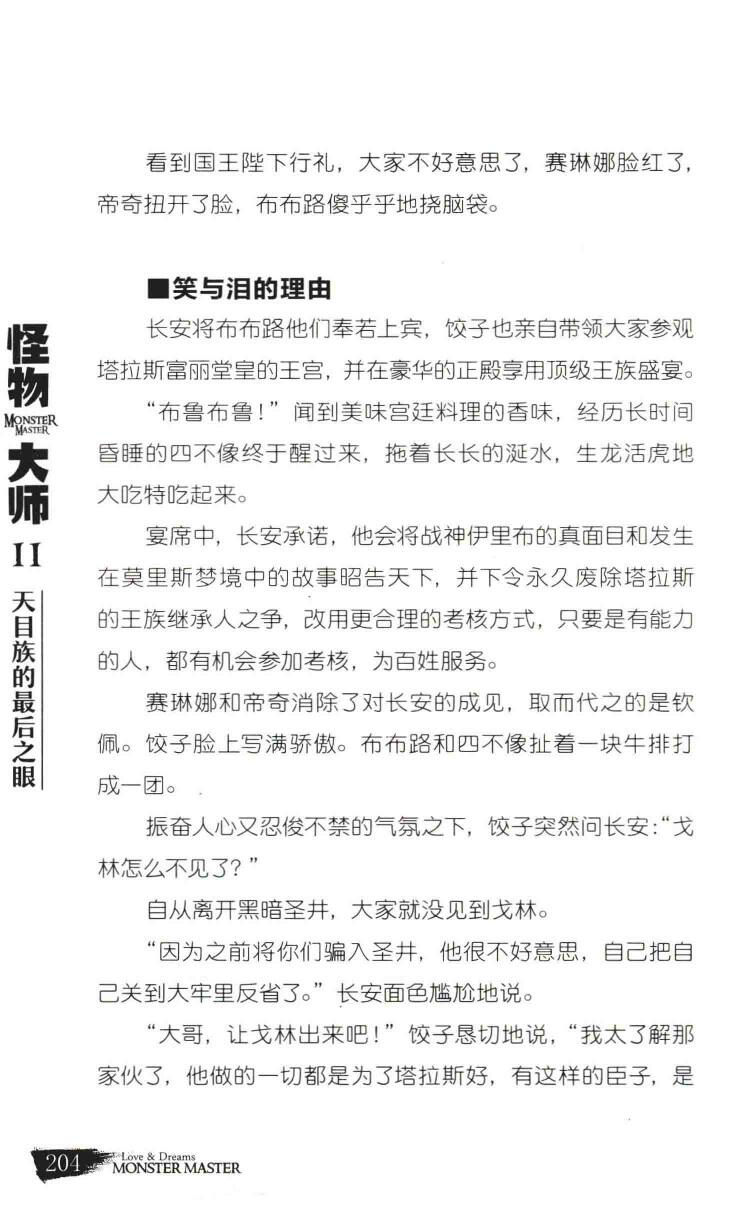 看到国王陛下行礼，大家不好意思了，赛琳娜脸红了，
帝奇扭开了脸，布布路傻乎乎地挠脑袋。
■笑与泪的理由
长安将布布路他们奉若上宾，饺子也亲自带领大家参观
塔拉斯富丽堂皇的王宫，并在豪华的正殿享用顶级王族盛宴。
“布鲁布鲁！”闻到美味宫廷料理的香味，经历长时间
昏睡的四不像终于醒过来，拖着长长的涎水，生龙活虎地
大吃特吃起来。
宴席中，长安承诺，他会将战神伊里布的真面目和发生
在莫里斯梦境中的故事昭告天下，并下令永久废除塔拉斯
的王族继承人之争，改用更合理的考核方式，只要是有能力
的人，都有机会参加考核，为百姓服务。
赛琳娜和帝奇消除了对长安的成见，取而代之的是钦
佩。饺子脸上写满骄傲。布布路和四不像扯着一块牛排打
成一团。
振奋人心又忍俊不禁的气氛之下，饺子突然问长安：“戈
林怎么不见了？”
自从离开黑暗圣井，大家就没见到戈林。
“因为之前将你们骗入圣井，他很不好意思，自己把自
己关到大牢里反省了。”长安面色尴尬地说。
“大哥，让戈林出来吧！”饺子恳切地说，“我太了解那
家伙了，他做的一切都是为了塔拉斯好，有这样的臣子，是
怪物
MONSTER
MASTER
大师
11
天目族的最后之眼
204
Love & Dreams
MONSTER MASTER